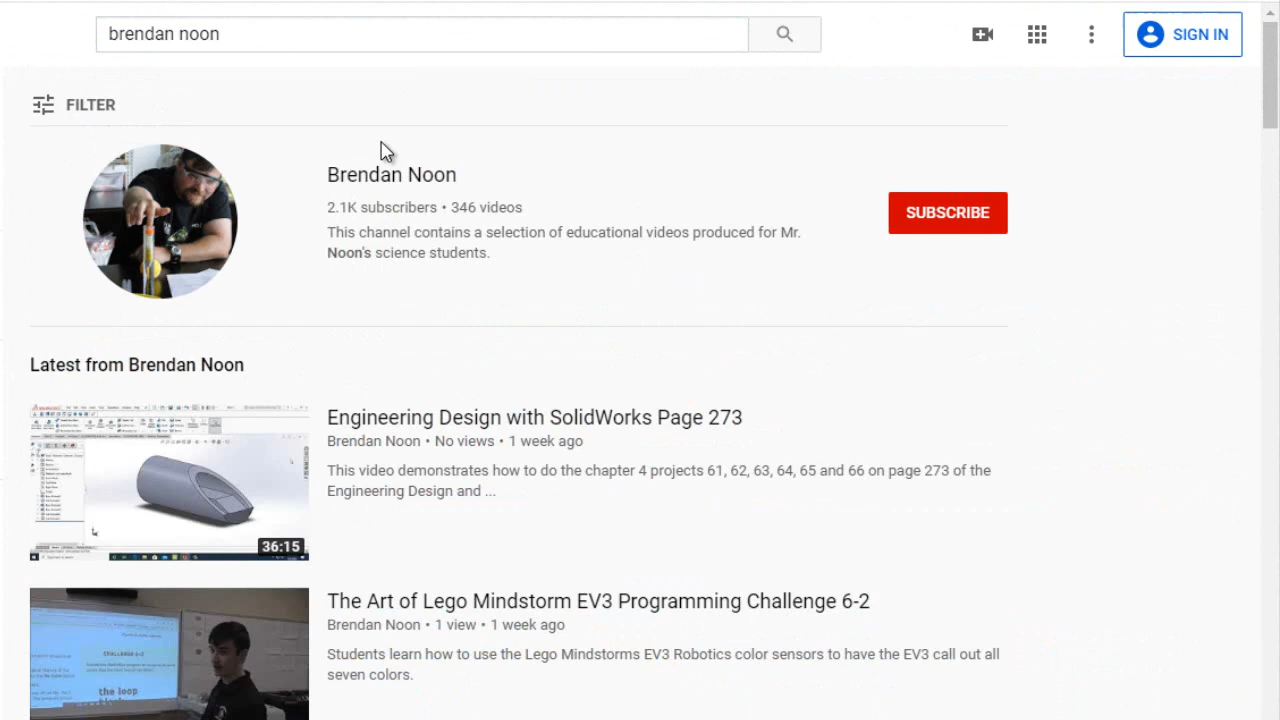 brendan noon
SIGN IN
FILTER
Brendan Noon
2.1K subscribers • 346 videos
SUBSCRIBE
This channel contains a selection of educational videos produced for Mr.
Noon's science students.
Latest from Brendan Noon
Engineering Design with SolidWorks Page 273
Brendan Noon • No views • 1 week ago
This video demonstrates how to do the chapter 4 projects 61, 62, 63, 64, 65 and 66 on page 273 of the
Engineering Design and ...
36:15
The Art of Lego Mindstorm EV3 Programming Challenge 6-2
Brendan Noon • 1 view • 1 week ago
Students learn how to use the Lego Mindstorms EV3 Robotics color sensors to have the EV3 call out all
seven corners.
CHALLENGE 6-2
the loop